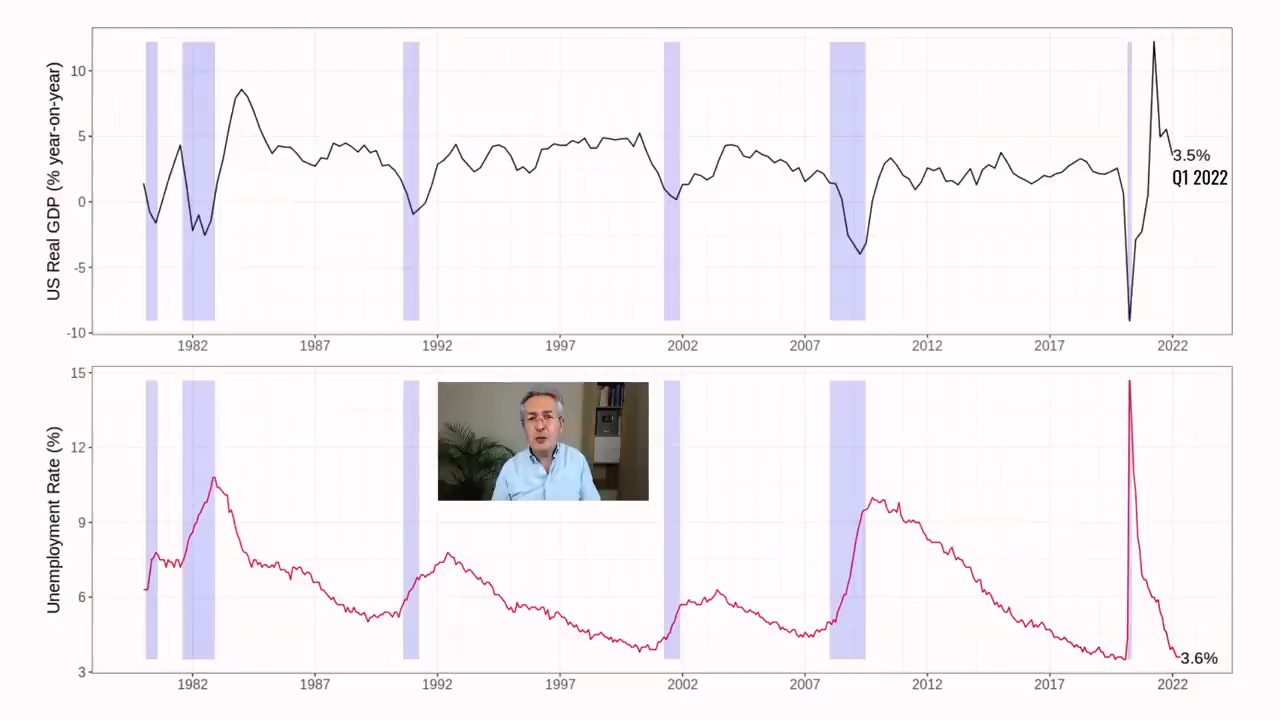 US Real GDP (% year-on-year)
10
5
0
-5
-10
3.5%
Q1 2022
1982 1987 1992 1997 2002 2007 2012 2017 2022
Unemployment Rate (%)
15
12
9
6
3
3.6%
1982 1987 1992 1997 2002 2007 2012 2017 2022